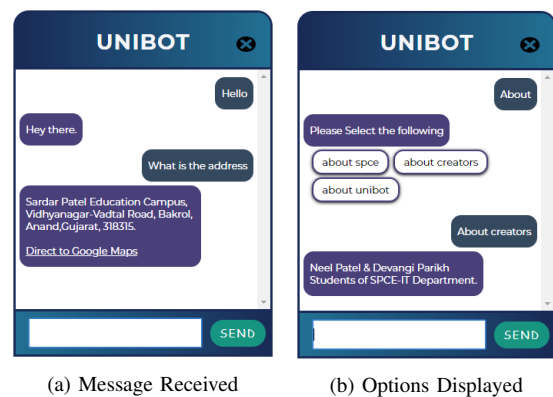 UNIBOT
Hello
Hey there.
What is the address
Sardar Patel Education Campus,
Vidhyanagar-Vadtal Road, Bakrol,
Anand,Gujarat, 318315.
Direct to Google Maps
SEND
(a) Message Received
UNIBOT
About
Please Select the following
about spce
about creators
about unibot
About creators
Neel Patel & Devangi Parikh
Students of SPCE-IT Department.
SEND
(b) Options Displayed